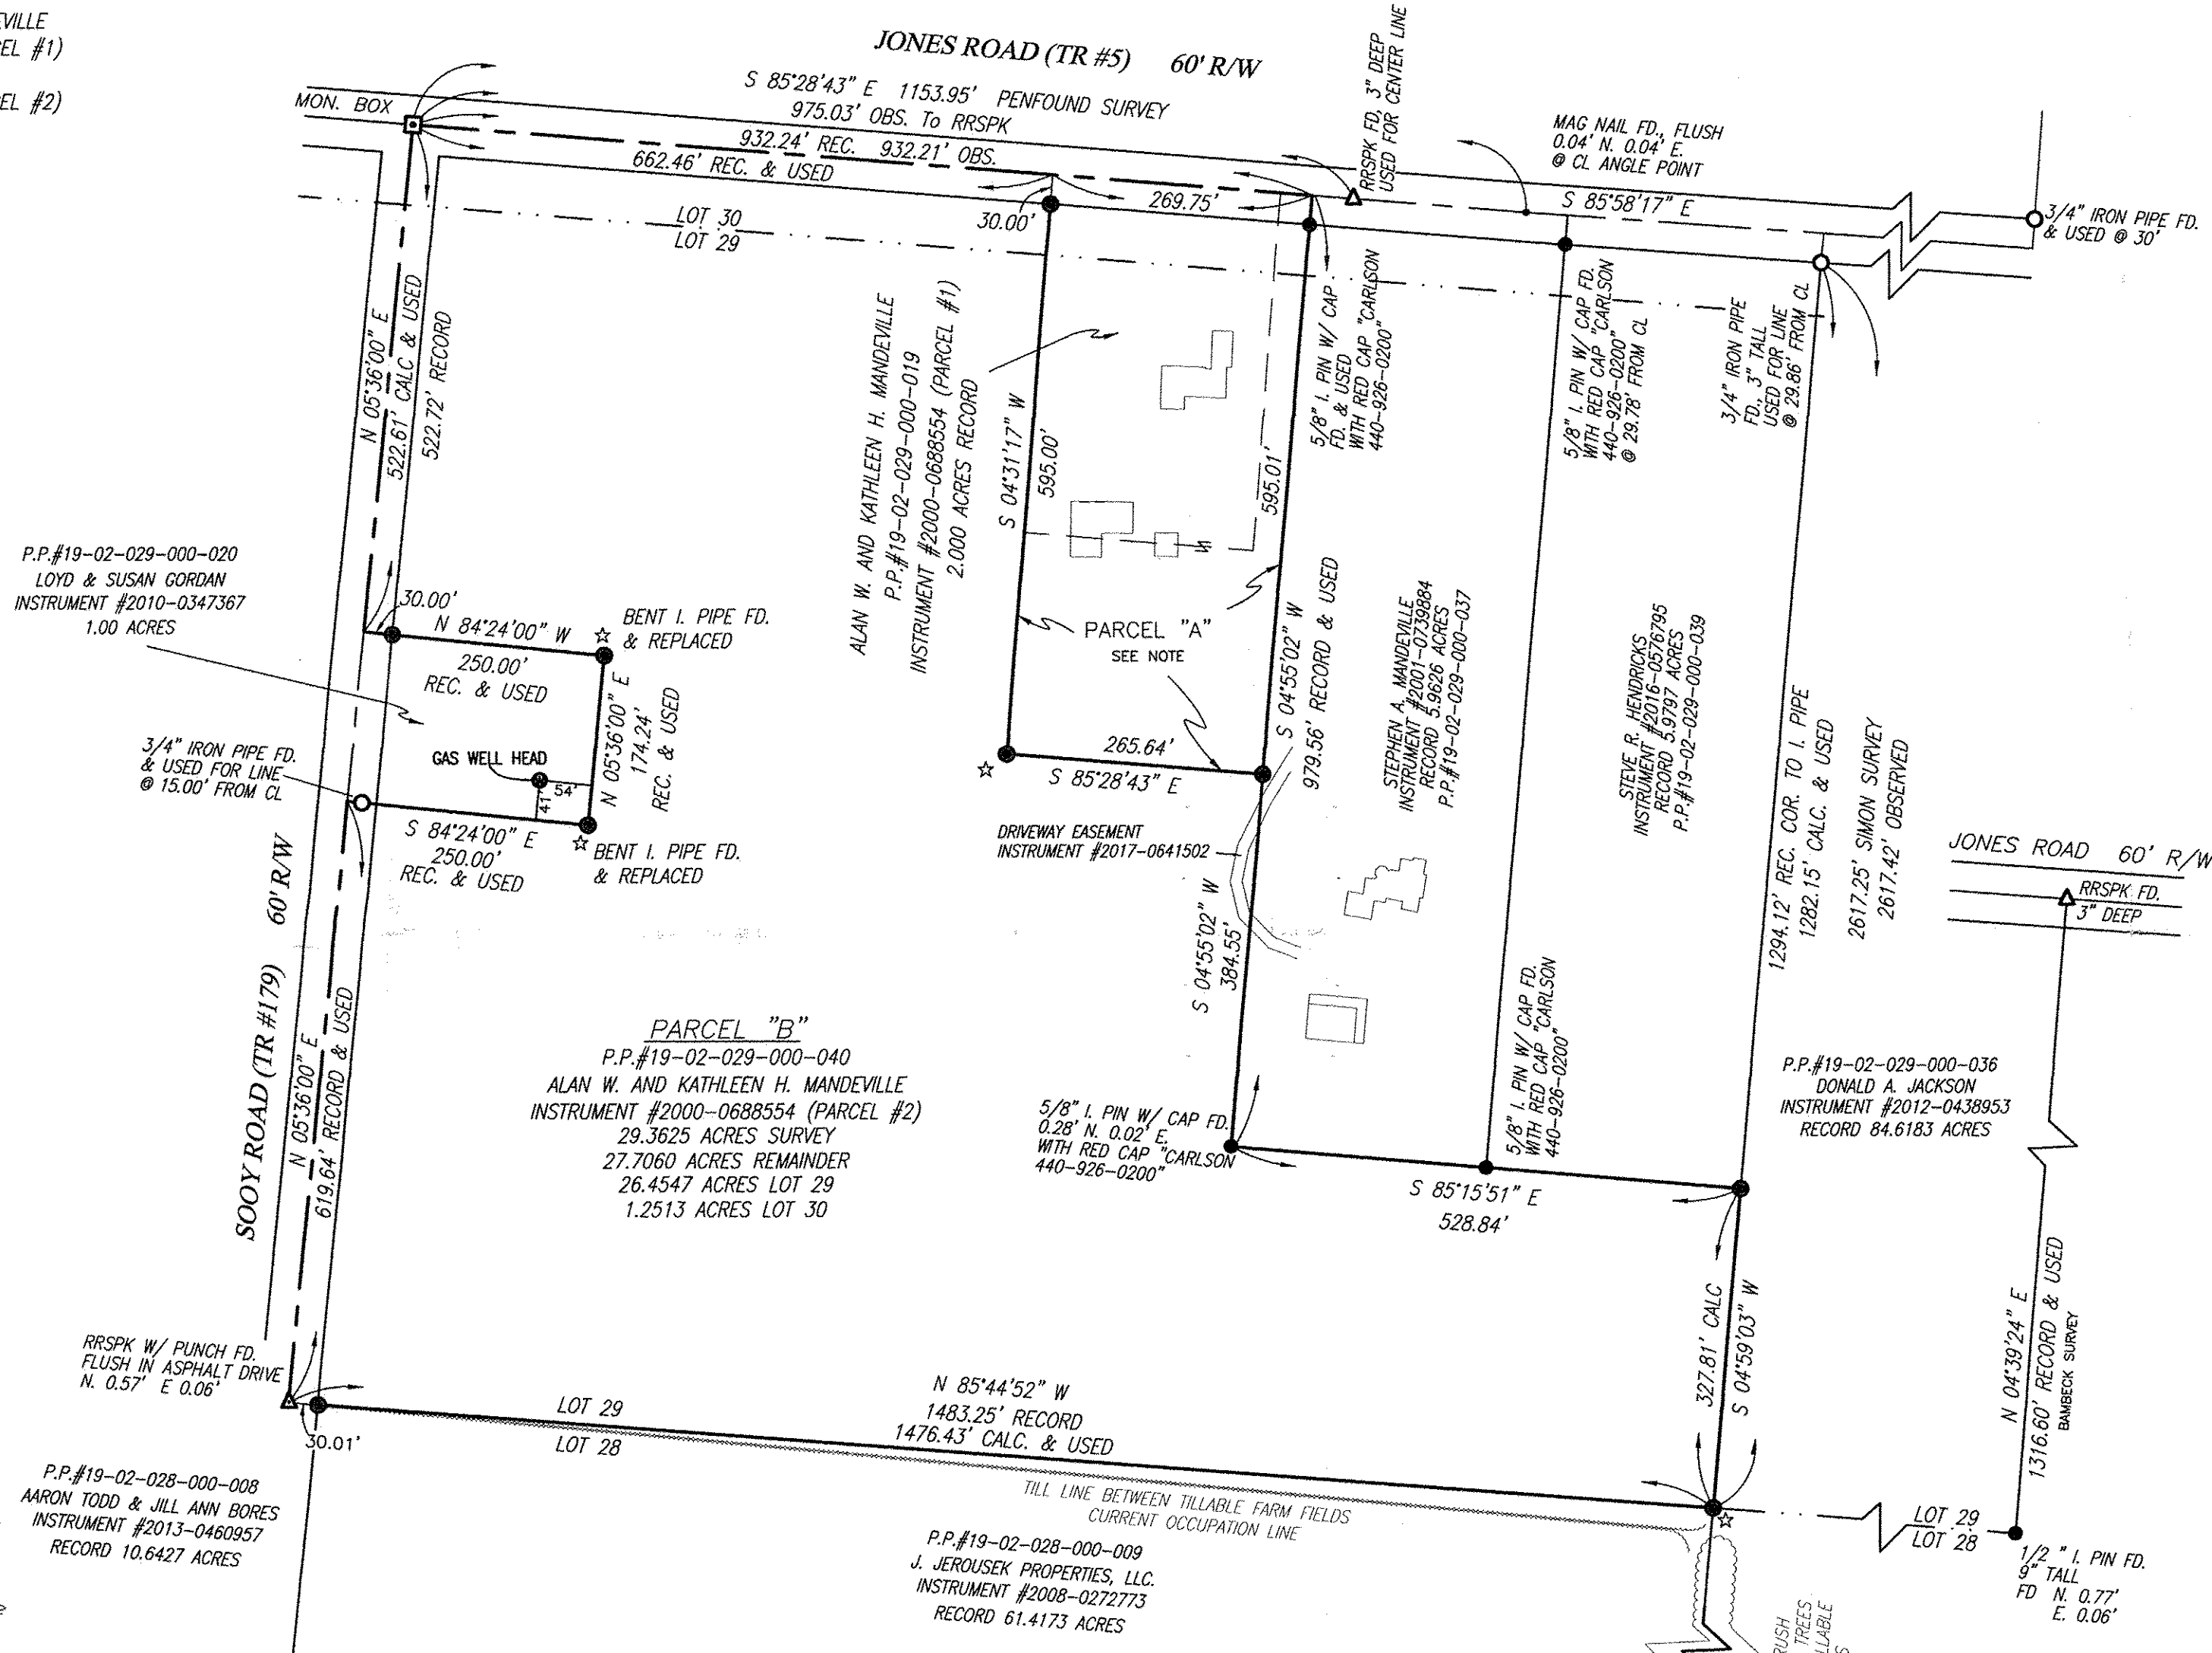 EVILLE
EL #1)
EL #2)
JONES ROAD (TR #5) 60' R/W
S 85°28'43" E 1153.95' PENFOUND SURVEY
975.03' OBS. To RRSPK
932.24' REC. 932.21' OBS.
662.46' REC. & USED
MON. BOX
RRSPK FD, 3" DEEP
USED FOR CENTER LINE
MAG NAIL FD., FLUSH
0.04' N. 0.04' E.
@ CL ANGLE POINT
S 85°58'17" E
3/4" IRON PIPE FD.
& USED @ 30'
LOT 30
LOT 29
30.00'
269.75'
N 05°36'00" E
522.61' CALC & USED
522.72' RECORD
ALAN W. AND KATHLEEN H. MANDEVILLE
P.P.#19-02-029-000-019
INSTRUMENT #2000-0688554 (PARCEL #1)
2.000 ACRES RECORD
S 04°31'17" W
595.00'
595.01'
5/8" I. PIN W/ CAP
FD. & USED
WITH RED CAP "CARLSON
440-926-0200"
5/8" I. PIN W/ CAP FD.
WITH RED CAP "CARLSON
440-926-0200"
@ 29.78' FROM CL
3/4" IRON PIPE
FD., 3" TALL
USED FOR LINE
@ 29.86' FROM CL
P.P.#19-02-029-000-020
LOYD & SUSAN GORDAN
INSTRUMENT #2010-0347367
1.00 ACRES
30.00'
N 84°24'00" W
250.00'
REC. & USED
BENT I. PIPE FD.
& REPLACED
N 05°36'00" E
174.24'
REC. & USED
GAS WELL HEAD
54'
41'
3/4" IRON PIPE FD.
& USED FOR LINE
@ 15.00' FROM CL
S 84°24'00" E
250.00'
REC. & USED
BENT I. PIPE FD.
& REPLACED
PARCEL "A"
SEE NOTE
265.64'
S 85°28'43" E
S 04°55'02" W
979.56' RECORD & USED
DRIVEWAY EASEMENT
INSTRUMENT #2017-0641502
S 04°55'02" W
384.55'
STEPHEN A. MANDEVILLE
INSTRUMENT #2001-0739884
RECORD 5.9626 ACRES
P.P.#19-02-029-000-037
STEVE R. HENDRICKS
INSTRUMENT #2016-0576795
RECORD 5.9797 ACRES
P.P.#19-02-029-000-039
1294.12' REC. COR. TO I. PIPE
1282.15' CALC. & USED
2617.25' SIMON SURVEY
2617.42' OBSERVED
JONES ROAD 60' R/W
RRSPK FD.
3" DEEP
SOOY ROAD (TR #179) 60' R/W
N 05°36'00" E
619.64' RECORD & USED
PARCEL "B"
P.P.#19-02-029-000-040
ALAN W. AND KATHLEEN H. MANDEVILLE
INSTRUMENT #2000-0688554 (PARCEL #2)
29.3625 ACRES SURVEY
27.7060 ACRES REMAINDER
26.4547 ACRES LOT 29
1.2513 ACRES LOT 30
5/8" I. PIN W/ CAP FD.
0.28' N. 0.02' E.
WITH RED CAP "CARLSON
440-926-0200"
5/8" I. PIN W/ CAP FD.
WITH RED CAP "CARLSON
440-926-0200"
S 85°15'51" E
528.84'
P.P.#19-02-029-000-036
DONALD A. JACKSON
INSTRUMENT #2012-0438953
RECORD 84.6183 ACRES
327.81' CALC
S 04°59'03" W
N 04°39'24" E
1316.60' RECORD & USED
BAMBECK SURVEY
RRSPK W/ PUNCH FD.
FLUSH IN ASPHALT DRIVE
N. 0.57' E 0.06'
30.01'
LOT 29
LOT 28
N 85°44'52" W
1483.25' RECORD
1476.43' CALC. & USED
TILL LINE BETWEEN TILLABLE FARM FIELDS
CURRENT OCCUPATION LINE
P.P.#19-02-028-000-008
AARON TODD & JILL ANN BORES
INSTRUMENT #2013-0460957
RECORD 10.6427 ACRES
P.P.#19-02-028-000-009
J. JEROUSEK PROPERTIES, LLC.
INSTRUMENT #2008-0272773
RECORD 61.4173 ACRES
LOT 29
LOT 28
1/2 " I. PIN FD.
9" TALL
FD N. 0.77'
E. 0.06'
RUSH
TREES
LLABLE